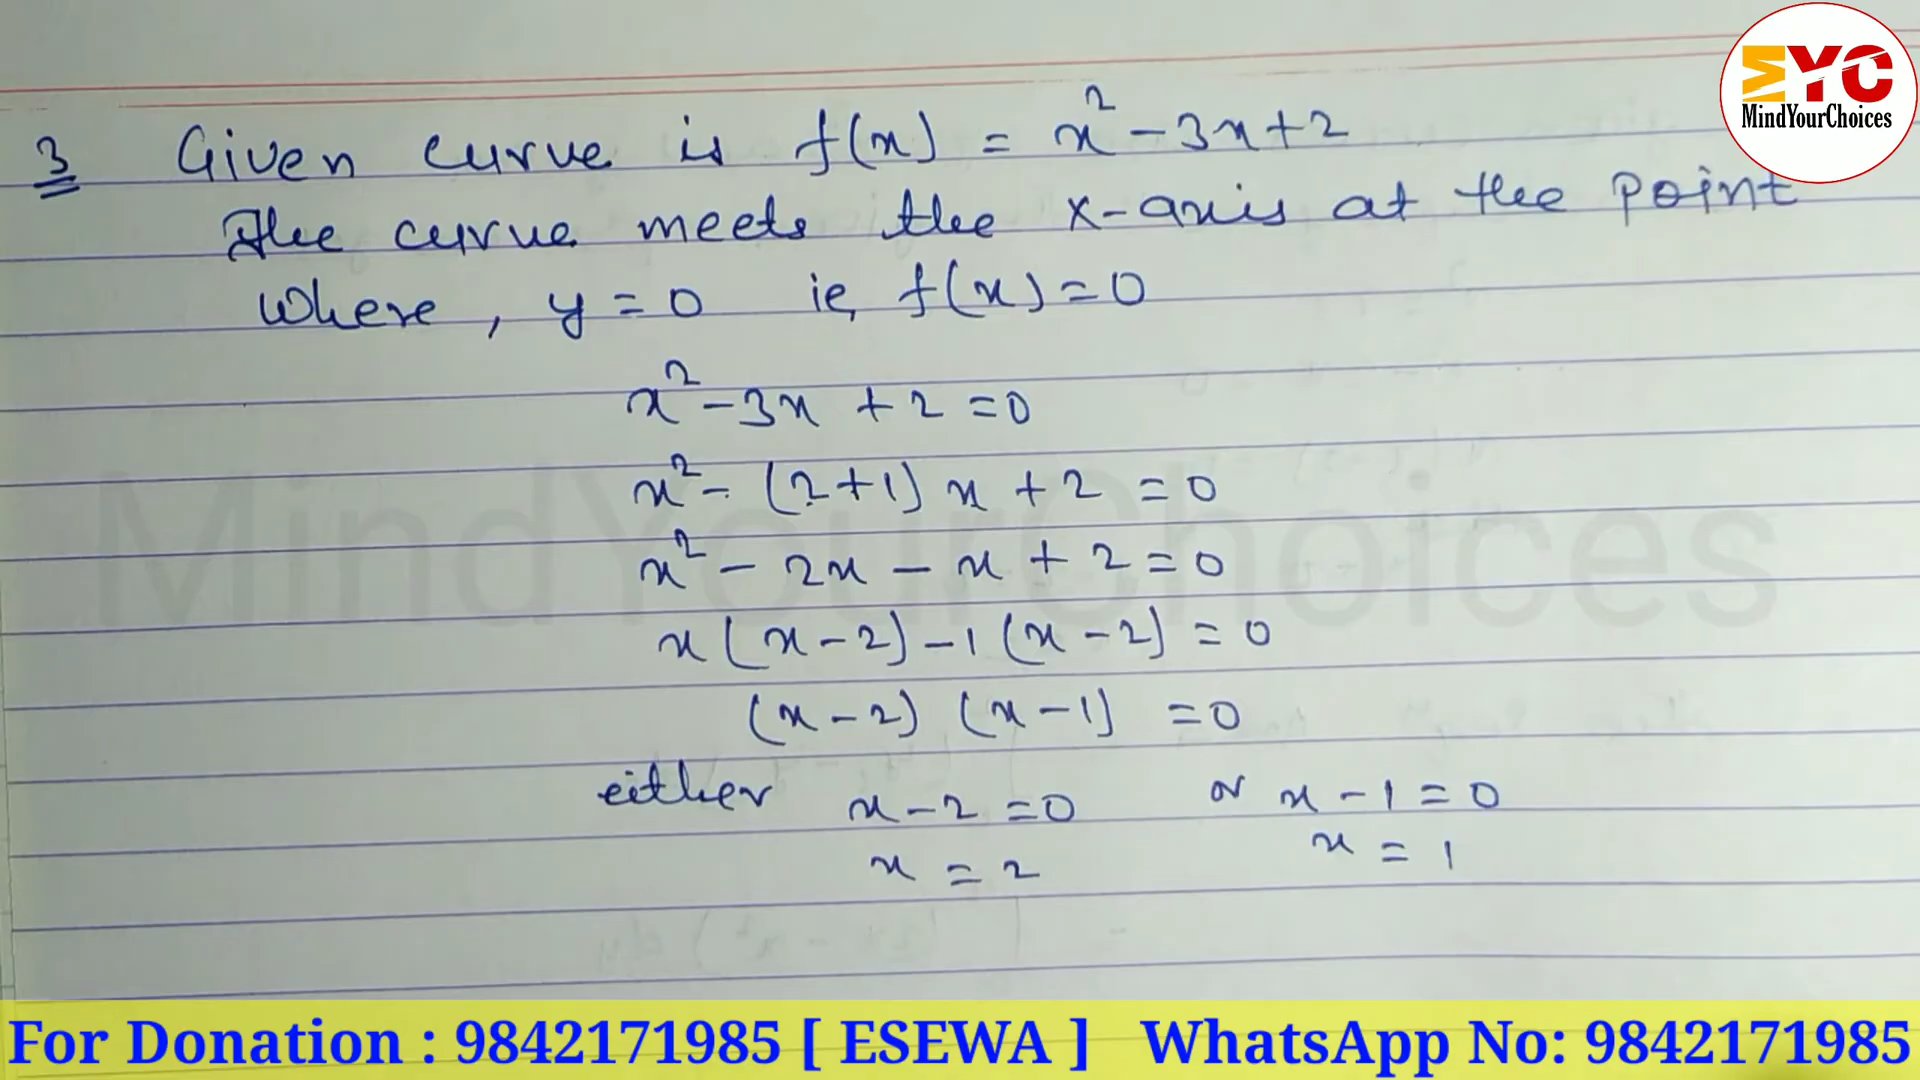 MYC
MindYourChoices
3 Given curve is f(x) = x² - 3x + 2
The curve meets the x-axis at the point
where, y = 0 ie, f(x) = 0
x² - 3x + 2 = 0
x² - (2+1) x + 2 = 0
x² - 2x - x + 2 = 0
x(x-2) - 1(x-2) = 0
(x-2) (x-1) = 0
either x-2 = 0 or x-1 = 0
x = 2 x = 1
MindYourChoices
For Donation : 9842171985 [ ESEWA ] WhatsApp No: 9842171985